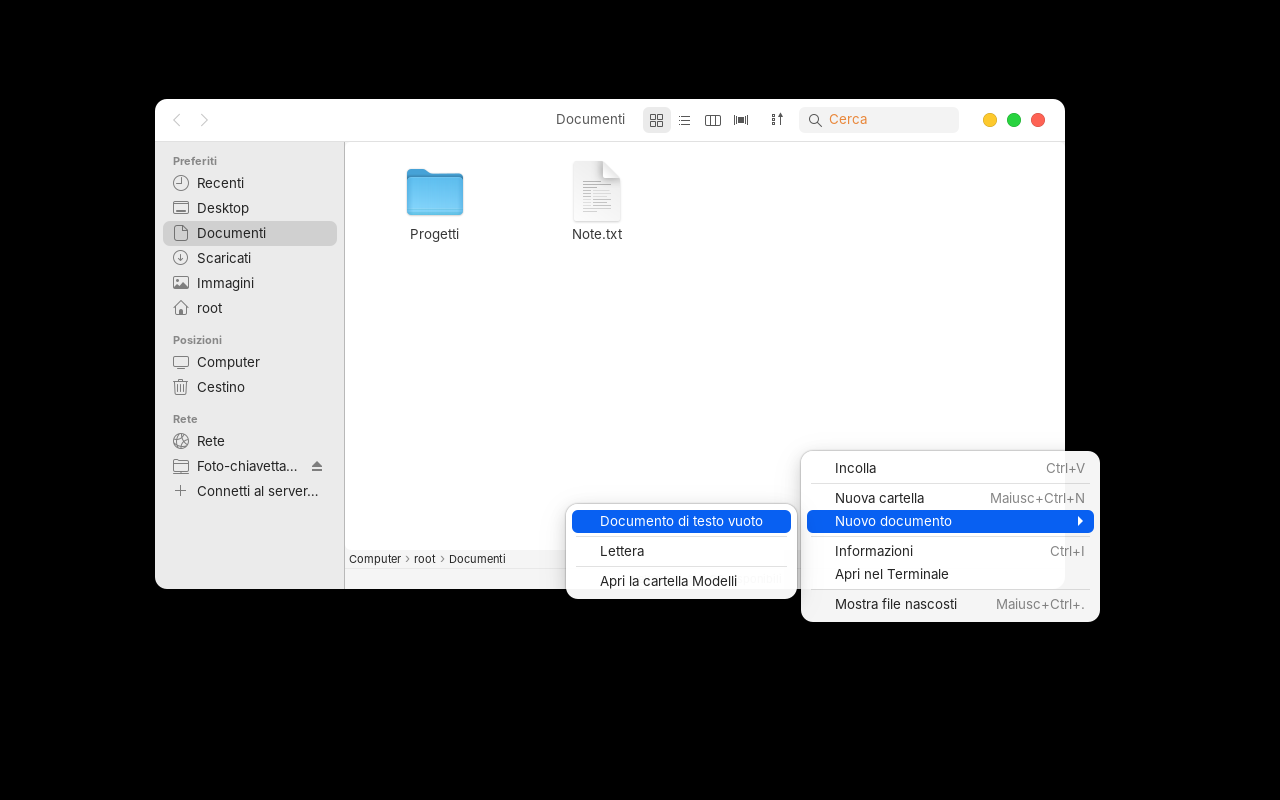 Documenti
Cerca
Preferiti
Recenti
Desktop
Documenti
Scaricati
Immagini
root
Posizioni
Computer
Cestino
Rete
Rete
Foto-chiavetta...
Connetti al server...
Progetti
Note.txt
Computer › root › Documenti
Documento di testo vuoto
Lettera
Apri la cartella Modelli
Incolla Ctrl+V
Nuova cartella Maiusc+Ctrl+N
Nuovo documento
Informazioni Ctrl+I
Apri nel Terminale
Mostra file nascosti Maiusc+Ctrl+.